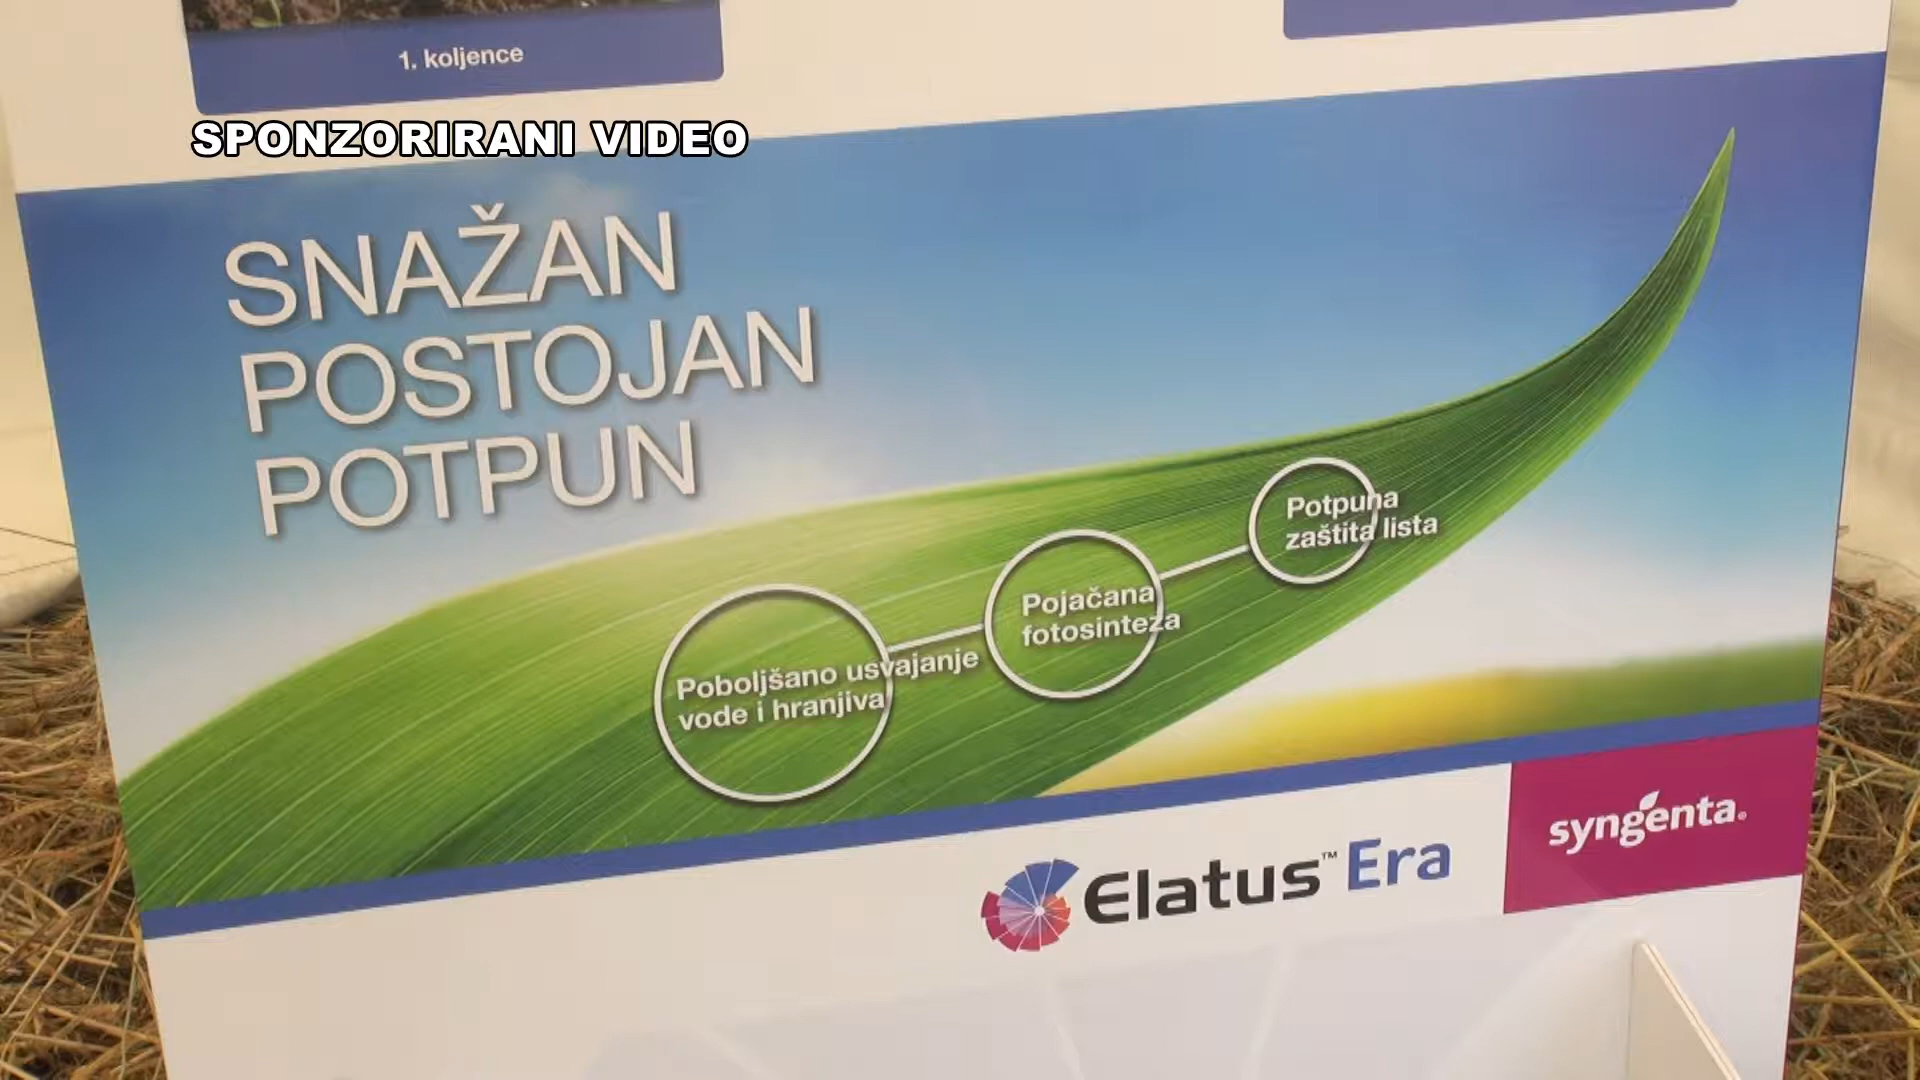 1. koljence
SPONZORIRANI VIDEO
SNAŽAN
POSTOJAN
POTPUN
Potpuna
zaštita lista
Pojačana
fotosinteza
Poboljšano usvajanje
vode i hranjiva
Elatus™ Era
syngenta®